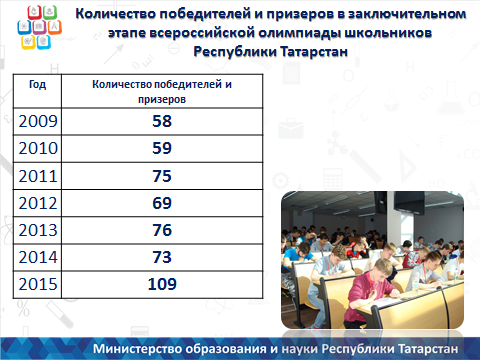 Количество победителей и призеров в заключительном
этапе всероссийской олимпиады школьников
Республики Татарстан
Год Количество победителей и
призеров
2009 58
2010 59
2011 75
2012 69
2013 76
2014 73
2015 109
Министерство образования и науки Республики Татарстан